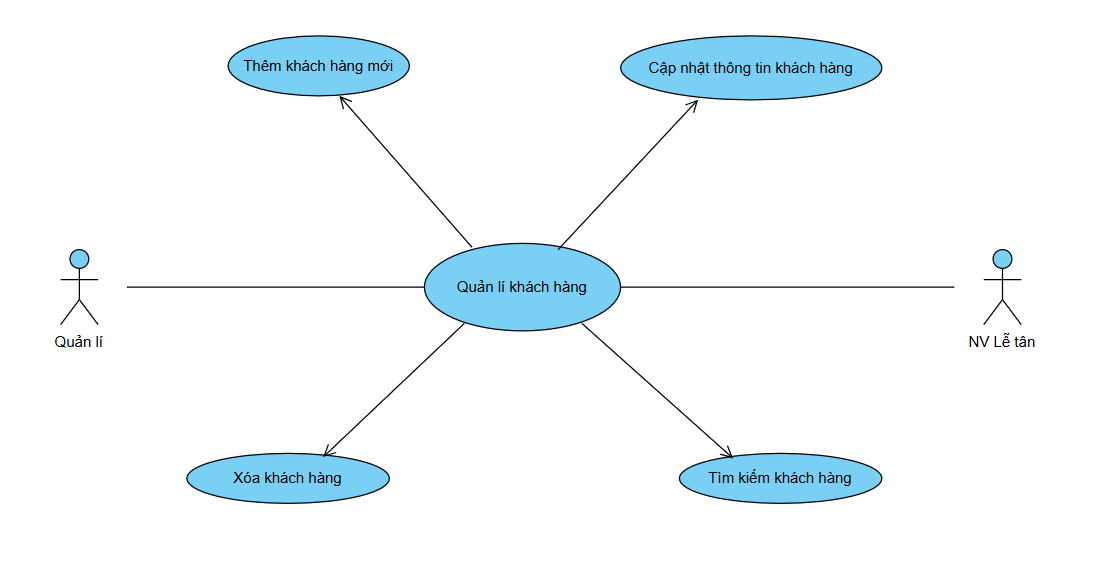 Thêm khách hàng mới
Cập nhật thông tin khách hàng
Quản lí khách hàng
Quản lí
NV Lễ tân
Xóa khách hàng
Tìm kiếm khách hàng